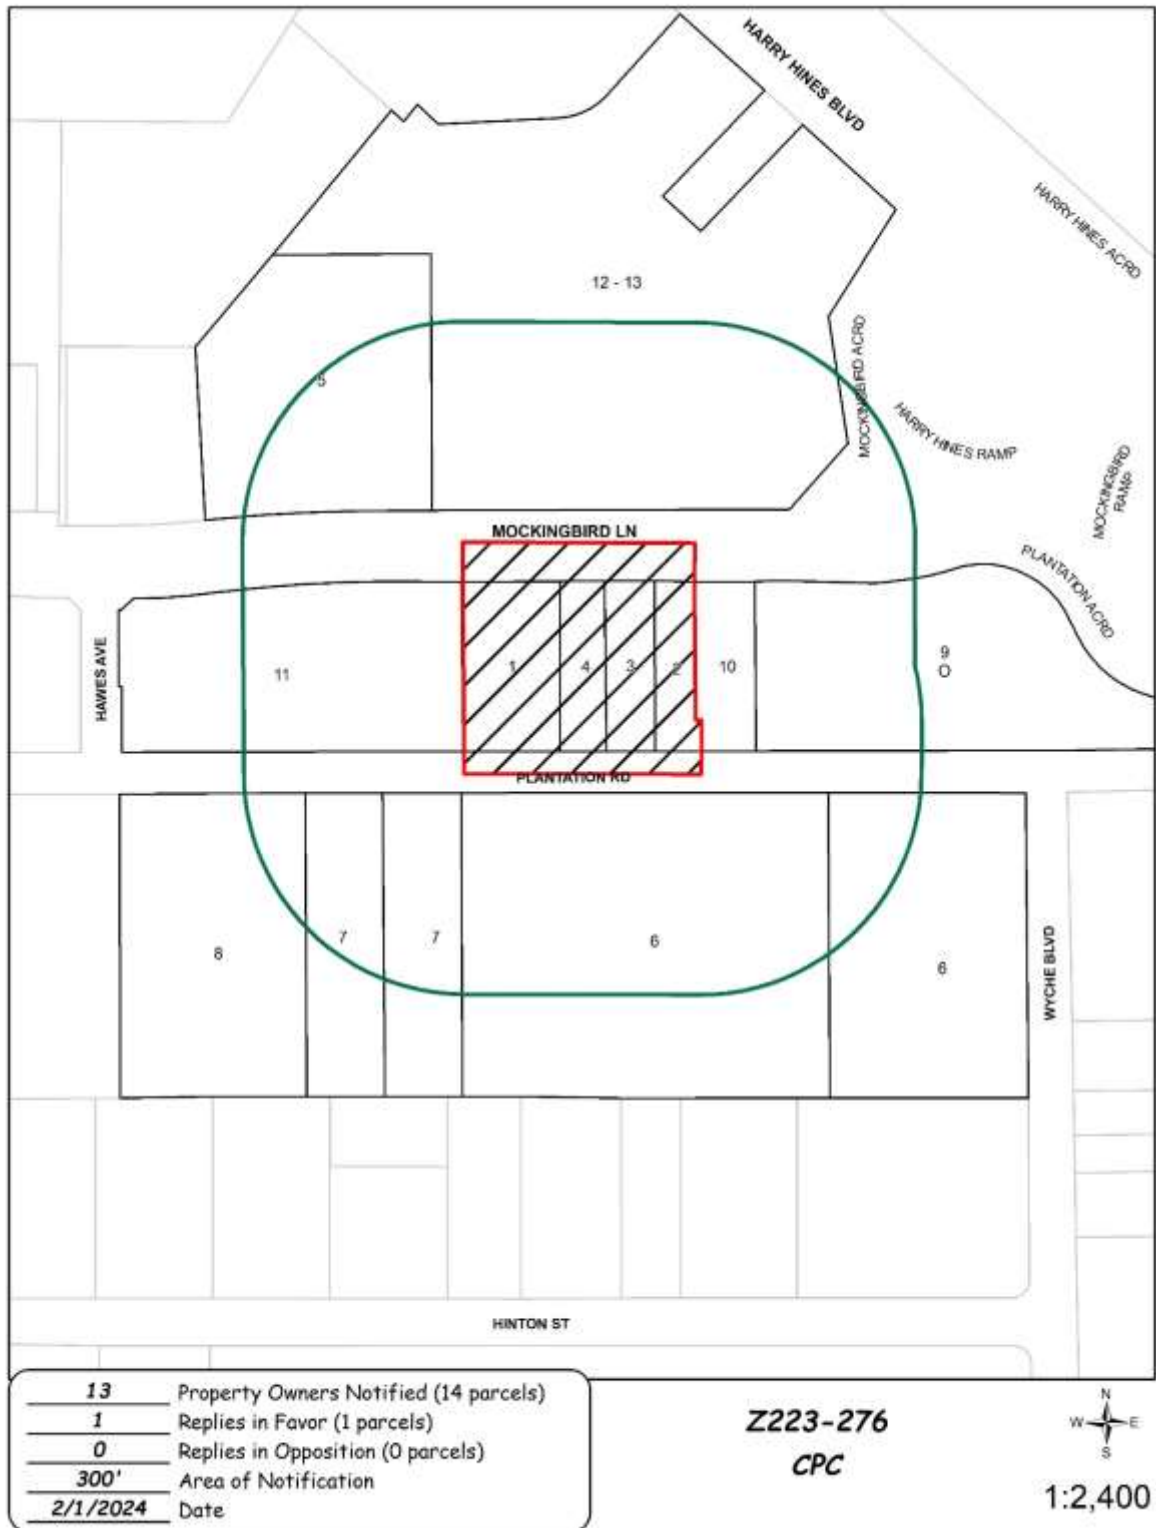 HARRY HINES BLVD
HARRY HINES ACRD
12 - 13
MOCKINGBIRD ACRD
5
HARRY HINES RAMP
MOCKINGBIRD
RAMP
MOCKINGBIRD LN
PLANTATION ACRD
HAWES AVE
11
1
4
3
2
10
9
O
PLANTATION RD
8
7
7
6
6
WYCHE BLVD
HINTON ST
13 Property Owners Notified (14 parcels)
1 Replies in Favor (1 parcels)
0 Replies in Opposition (0 parcels)
300' Area of Notification
2/1/2024 Date
Z223-276
CPC
N
W E
S
1:2,400